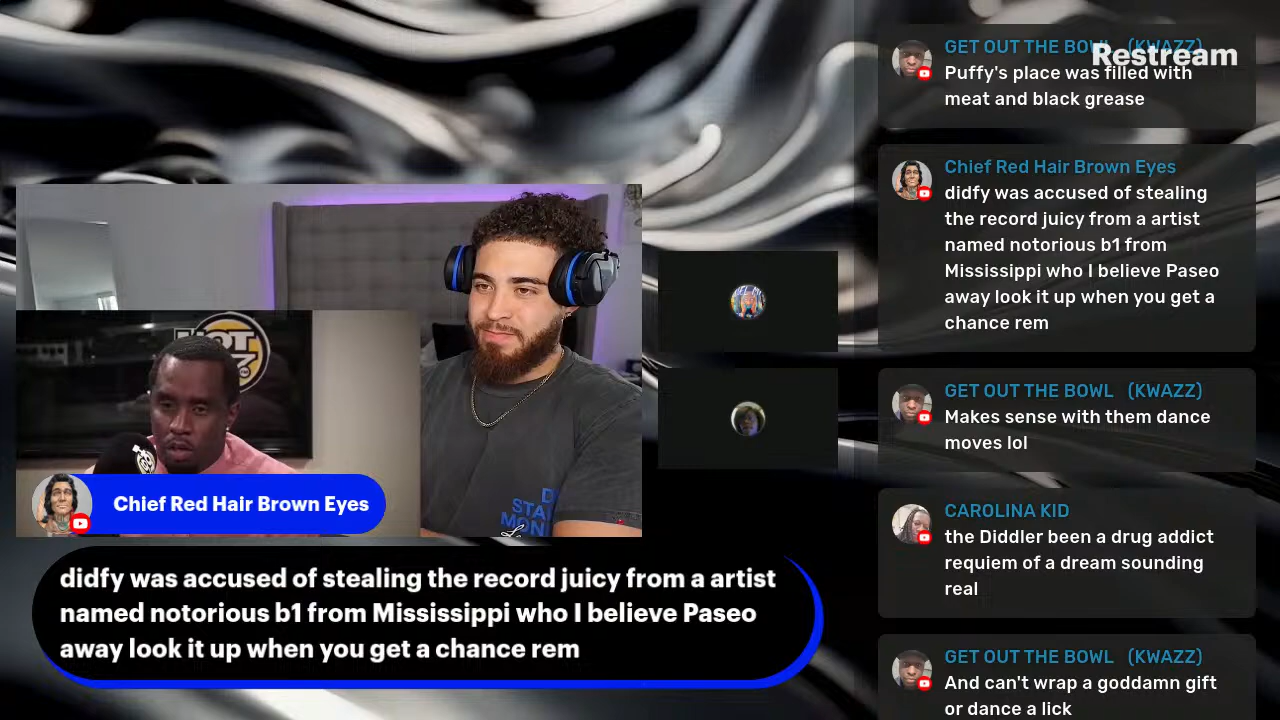 Restream
GET OUT THE BOWL (KWAZZ)
Puffy's place was filled with
meat and black grease
Chief Red Hair Brown Eyes
didfy was accused of stealing
the record juicy from a artist
named notorious b1 from
Mississippi who I believe Paseo
away look it up when you get a
chance rem
GET OUT THE BOWL (KWAZZ)
Makes sense with them dance
moves lol
CAROLINA KID
the Diddler been a drug addict
requiem of a dream sounding
real
GET OUT THE BOWL (KWAZZ)
And can't wrap a goddamn gift
or dance a lick
HOT
Chief Red Hair Brown Eyes
didfy was accused of stealing the record juicy from a artist
named notorious b1 from Mississippi who I believe Paseo
away look it up when you get a chance rem